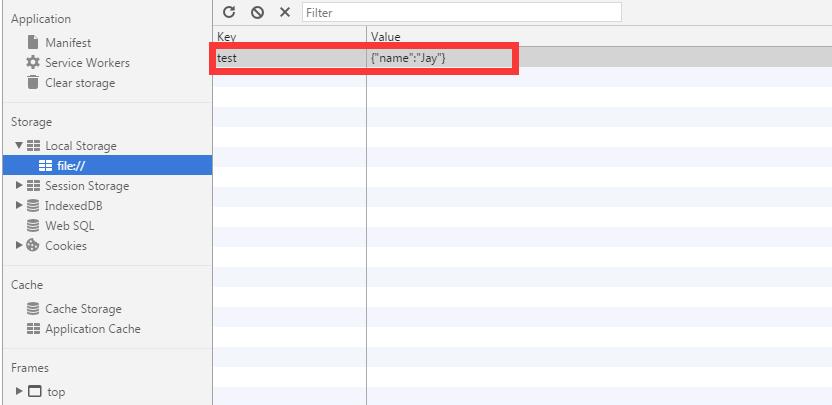 Application
Manifest
Service Workers
Clear storage
Storage
Local Storage
file://
Session Storage
IndexedDB
Web SQL
Cookies
Cache
Cache Storage
Application Cache
Frames
top
Filter
Key Value
test {"name":"Jay"}